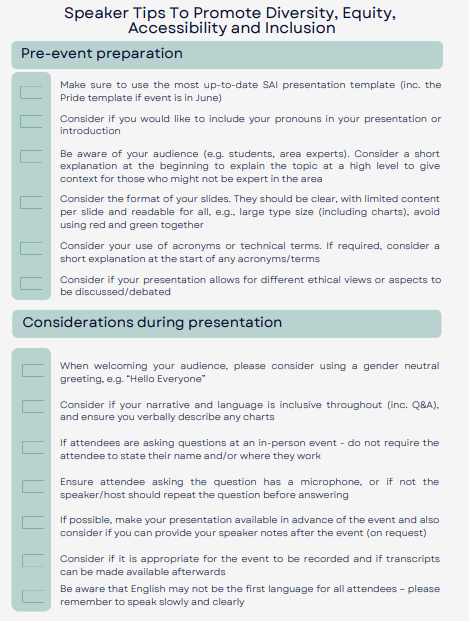 Speaker Tips To Promote Diversity, Equity,
Accessibility and Inclusion
Pre-event preparation
Make sure to use the most up-to-date SAI presentation template (inc. the
Pride template if event is in June)
Consider if you would like to include your pronouns in your presentation or
introduction
Be aware of your audience (e.g. students, area experts). Consider a short
explanation at the beginning to explain the topic at a high level to give
context for those who might not be expert in the area
Consider the format of your slides. They should be clear, with limited content
per slide and readable for all, e.g., large type size (including charts), avoid
using red and green together
Consider your use of acronyms or technical terms. If required, consider a
short explanation at the start of any acronyms/terms
Consider if your presentation allows for different ethical views or aspects to
be discussed/debated
Considerations during presentation
When welcoming your audience, please consider using a gender neutral
greeting, e.g. “Hello Everyone”
Consider if your narrative and language is inclusive throughout (inc. Q&A),
and ensure you verbally describe any charts
If attendees are asking questions at an in-person event - do not require the
attendee to state their name and/or where they work
Ensure attendee asking the question has a microphone, or if not the
speaker/host should repeat the question before answering
If possible, make your presentation available in advance of the event and also
consider if you can provide your speaker notes after the event (on request)
Consider if it is appropriate for the event to be recorded and if transcripts
can be made available afterwards
Be aware that English may not be the first language for all attendees – please
remember to speak slowly and clearly